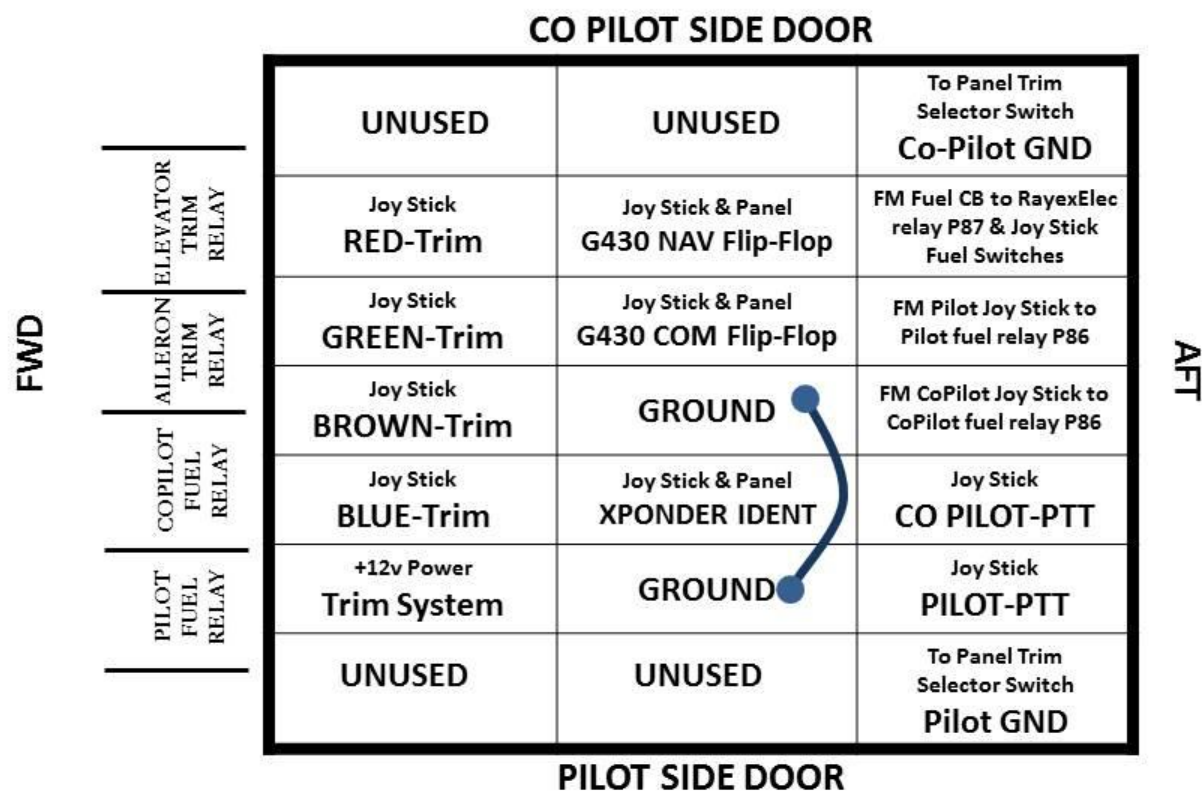 CO PILOT SIDE DOOR
UNUSED
UNUSED
To Panel Trim
Selector Switch
Co-Pilot GND
ELEVATOR
TRIM
RELAY
Joy Stick
RED-Trim
Joy Stick & Panel
G430 NAV Flip-Flop
FM Fuel CB to RayexElec
relay P87 & Joy Stick
Fuel Switches
AILERON
TRIM
RELAY
Joy Stick
GREEN-Trim
Joy Stick & Panel
G430 COM Flip-Flop
FM Pilot Joy Stick to
Pilot fuel relay P86
FWD
AFT
Joy Stick
BROWN-Trim
GROUND
FM CoPilot Joy Stick to
CoPilot fuel relay P86
COPILOT
FUEL
RELAY
Joy Stick
BLUE-Trim
Joy Stick & Panel
XPONDER IDENT
Joy Stick
CO PILOT-PTT
PILOT
FUEL
RELAY
+12v Power
Trim System
GROUND
Joy Stick
PILOT-PTT
UNUSED
UNUSED
To Panel Trim
Selector Switch
Pilot GND
PILOT SIDE DOOR